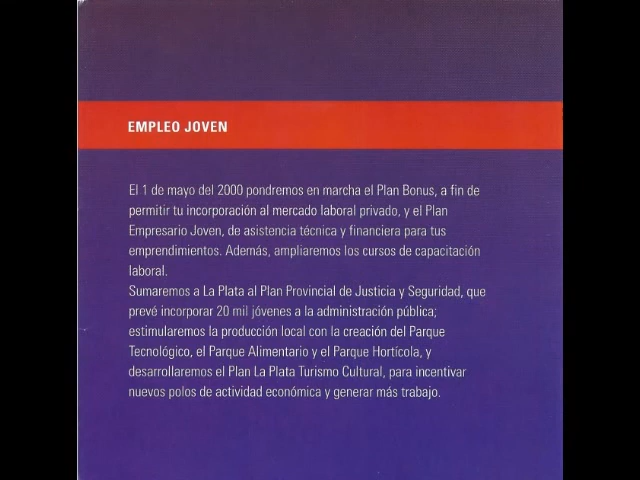 EMPLEO JOVEN
El 1 de mayo del 2000 pondremos en marcha el Plan Bonus, a fin de
permitir tu incorporación al mercado laboral privado, y el Plan
Empresario Joven, de asistencia técnica y financiera para tus
emprendimientos. Además, ampliaremos los cursos de capacitación
laboral.
Sumaremos a La Plata al Plan Provincial de Justicia y Seguridad, que
prevé incorporar 20 mil jóvenes a la administración pública;
estimularemos la producción local con la creación del Parque
Tecnológico, el Parque Alimentario y el Parque Hortícola, y
desarrollaremos el Plan La Plata Turismo Cultural, para incentivar
nuevos polos de actividad económica y generar más trabajo.